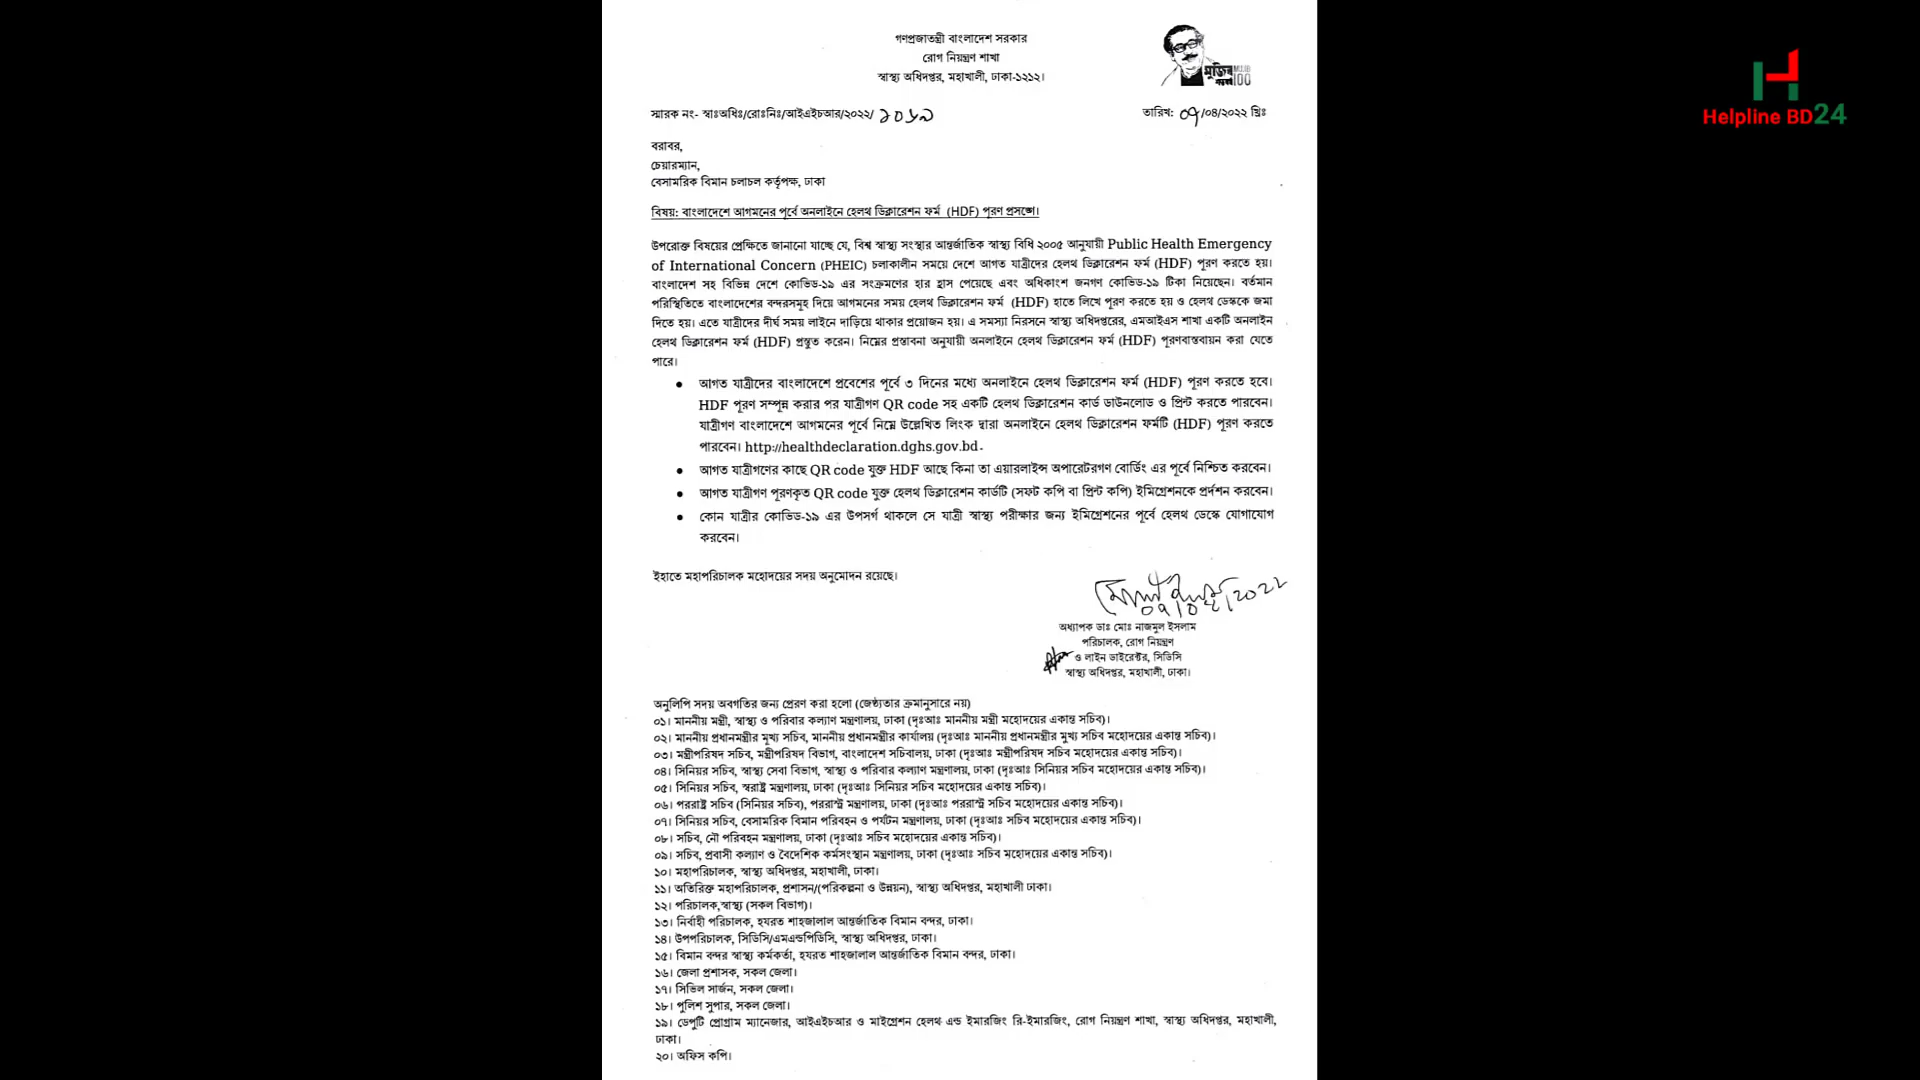 গণপ্রজাতন্ত্রী বাংলাদেশ সরকার
রোগ নিয়ন্ত্রণ শাখা
স্বাস্থ্য অধিদপ্তর, মহাখালী, ঢাকা-১২১২।
মুজিব MUJIB
শতবর্ষ 100
Helpline BD24
স্মারক নং- স্বাঃঅধিঃ/রোঃনিঃ/আইএইচআর/২০২২/
তারিখ: ০৭/০৪/২০২২ খ্রিঃ
বরাবর,
চেয়ারম্যান,
বেসামরিক বিমান চলাচল কর্তৃপক্ষ, ঢাকা
বিষয়: বাংলাদেশে আগমনের পূর্বে অনলাইনে হেলথ ডিক্লারেশন ফর্ম (HDF) পূরণ প্রসঙ্গে।
উপরোক্ত বিষয়ের প্রেক্ষিতে জানানো যাচ্ছে যে, বিশ্ব স্বাস্থ্য সংস্থার আন্তর্জাতিক স্বাস্থ্য বিধি ২০০৫ অনুযায়ী Public Health Emergency
of International Concern (PHEIC) চলাকালীন সময়ে দেশে আগত যাত্রীদের হেলথ ডিক্লারেশন ফর্ম (HDF) পূরণ করতে হয়।
বাংলাদেশ সহ বিভিন্ন দেশে কোভিড-১৯ এর সংক্রমণের হার হ্রাস পেয়েছে এবং অধিকাংশ জনগণ কোভিড-১৯ টিকা নিয়েছেন। বর্তমান
পরিস্থিতিতে বাংলাদেশের বন্দরসমূহ দিয়ে আগমনের সময় হেলথ ডিক্লারেশন ফর্ম (HDF) হাতে লিখে পূরণ করতে হয় ও হেলথ ডেস্ককে জমা
দিতে হয়। এতে যাত্রীদের দীর্ঘ সময় লাইনে দাড়িয়ে থাকার প্রয়োজন হয়। এ সমস্যা নিরসনে স্বাস্থ্য অধিদপ্তরের, এমআইএস শাখা একটি অনলাইন
হেলথ ডিক্লারেশন ফর্ম (HDF) প্রস্তুত করেন। নিম্নের প্রস্তাবনা অনুযায়ী অনলাইনে হেলথ ডিক্লারেশন ফর্ম (HDF) পূরণবাস্তবায়ন করা যেতে
পারে।
• আগত যাত্রীদের বাংলাদেশে প্রবেশের পূর্বে ৩ দিনের মধ্যে অনলাইনে হেলথ ডিক্লারেশন ফর্ম (HDF) পূরণ করতে হবে।
HDF পূরণ সম্পূন্ন করার পর যাত্রীগণ QR code সহ একটি হেলথ ডিক্লারেশন কার্ড ডাউনলোড ও প্রিন্ট করতে পারবেন।
যাত্রীগণ বাংলাদেশে আগমনের পূর্বে নিম্নে উল্লেখিত লিংক দ্বারা অনলাইনে হেলথ ডিক্লারেশন ফর্মটি (HDF) পূরণ করতে
পারবেন। http://healthdeclaration.dghs.gov.bd.
• আগত যাত্রীগণের কাছে QR code যুক্ত HDF আছে কিনা তা এয়ারলাইন্স অপারেটরগণ বোর্ডিং এর পূর্বে নিশ্চিত করবেন।
• আগত যাত্রীগণ পূরণকৃত QR code যুক্ত হেলথ ডিক্লারেশন কার্ডটি (সফট কপি বা প্রিন্ট কপি) ইমিগ্রেশনকে প্রর্দশন করবেন।
• কোন যাত্রীর কোভিড-১৯ এর উপসর্গ থাকলে সে যাত্রী স্বাস্থ্য পরীক্ষার জন্য ইমিগ্রেশনের পূর্বে হেলথ ডেস্কে যোগাযোগ
করবেন।
ইহাতে মহাপরিচালক মহোদয়ের সদয় অনুমোদন রয়েছে।
০৭/০৪/২০২২
অধ্যাপক ডাঃ মোঃ নাজমুল ইসলাম
পরিচালক, রোগ নিয়ন্ত্রণ
ও লাইন ডাইরেক্টর, সিডিসি
স্বাস্থ্য অধিদপ্তর, মহাখালী, ঢাকা।
অনুলিপি সদয় অবগতির জন্য প্রেরণ করা হলো (জেষ্ঠ্যতার ক্রমানুসারে নয়)
০১। মাননীয় মন্ত্রী, স্বাস্থ্য ও পরিবার কল্যাণ মন্ত্রণালয়, ঢাকা (দৃঃআঃ মাননীয় মন্ত্রী মহোদয়ের একান্ত সচিব)।
০২। মাননীয় প্রধানমন্ত্রীর মূখ্য সচিব, মাননীয় প্রধানমন্ত্রীর কার্যালয় (দৃঃআঃ মাননীয় প্রধানমন্ত্রীর মুখ্য সচিব মহোদয়ের একান্ত সচিব)।
০৩। মন্ত্রীপরিষদ সচিব, মন্ত্রীপরিষদ বিভাগ, বাংলাদেশ সচিবালয়, ঢাকা (দৃঃআঃ মন্ত্রীপরিষদ সচিব মহোদয়ের একান্ত সচিব)।
০৪। সিনিয়র সচিব, স্বাস্থ্য সেবা বিভাগ, স্বাস্থ্য ও পরিবার কল্যাণ মন্ত্রণালয়, ঢাকা (দৃঃআঃ সিনিয়র সচিব মহোদয়ের একান্ত সচিব)।
০৫। সিনিয়র সচিব, স্বরাষ্ট্র মন্ত্রণালয়, ঢাকা (দৃঃআঃ সিনিয়র সচিব মহোদয়ের একান্ত সচিব)।
০৬। পররাষ্ট্র সচিব (সিনিয়র সচিব), পররাস্ট্র মন্ত্রণালয়, ঢাকা (দৃঃআঃ পররাস্ট্র সচিব মহোদয়ের একান্ত সচিব)।
০৭। সিনিয়র সচিব, বেসামরিক বিমান পরিবহন ও পর্যটন মন্ত্রণালয়, ঢাকা (দৃঃআঃ সচিব মহোদয়ের একান্ত সচিব)।
০৮। সচিব, নৌ পরিবহন মন্ত্রণালয়, ঢাকা (দৃঃআঃ সচিব মহোদয়ের একান্ত সচিব)।
০৯। সচিব, প্রবাসী কল্যাণ ও বৈদেশিক কর্মসংস্থান মন্ত্রণালয়, ঢাকা (দৃঃআঃ সচিব মহোদয়ের একান্ত সচিব)।
১০। মহাপরিচালক, স্বাস্থ্য অধিদপ্তর, মহাখালী, ঢাকা।
১১। অতিরিক্ত মহাপরিচালক, প্রশাসন/(পরিকল্পনা ও উন্নয়ন), স্বাস্থ্য অধিদপ্তর, মহাখালী ঢাকা।
১২। পরিচালক,স্বাস্থ্য (সকল বিভাগ)।
১৩। নির্বাহী পরিচালক, হযরত শাহজালাল আন্তর্জাতিক বিমান বন্দর, ঢাকা।
১৪। উপপরিচালক, সিডিসি/এমএন্ডপিডিসি, স্বাস্থ্য অধিদপ্তর, ঢাকা।
১৫। বিমান বন্দর স্বাস্থ্য কর্মকর্তা, হযরত শাহজালাল আন্তর্জাতিক বিমান বন্দর, ঢাকা।
১৬। জেলা প্রশাসক, সকল জেলা।
১৭। সিভিল সার্জন, সকল জেলা।
১৮। পুলিশ সুপার, সকল জেলা।
১৯। ডেপুটি প্রোগ্রাম ম্যানেজার, আইএইচআর ও মাইগ্রেশন হেলথ এন্ড ইমারজিং রি-ইমারজিং, রোগ নিয়ন্ত্রণ শাখা, স্বাস্থ্য অধিদপ্তর, মহাখালী,
ঢাকা।
২০। অফিস কপি।